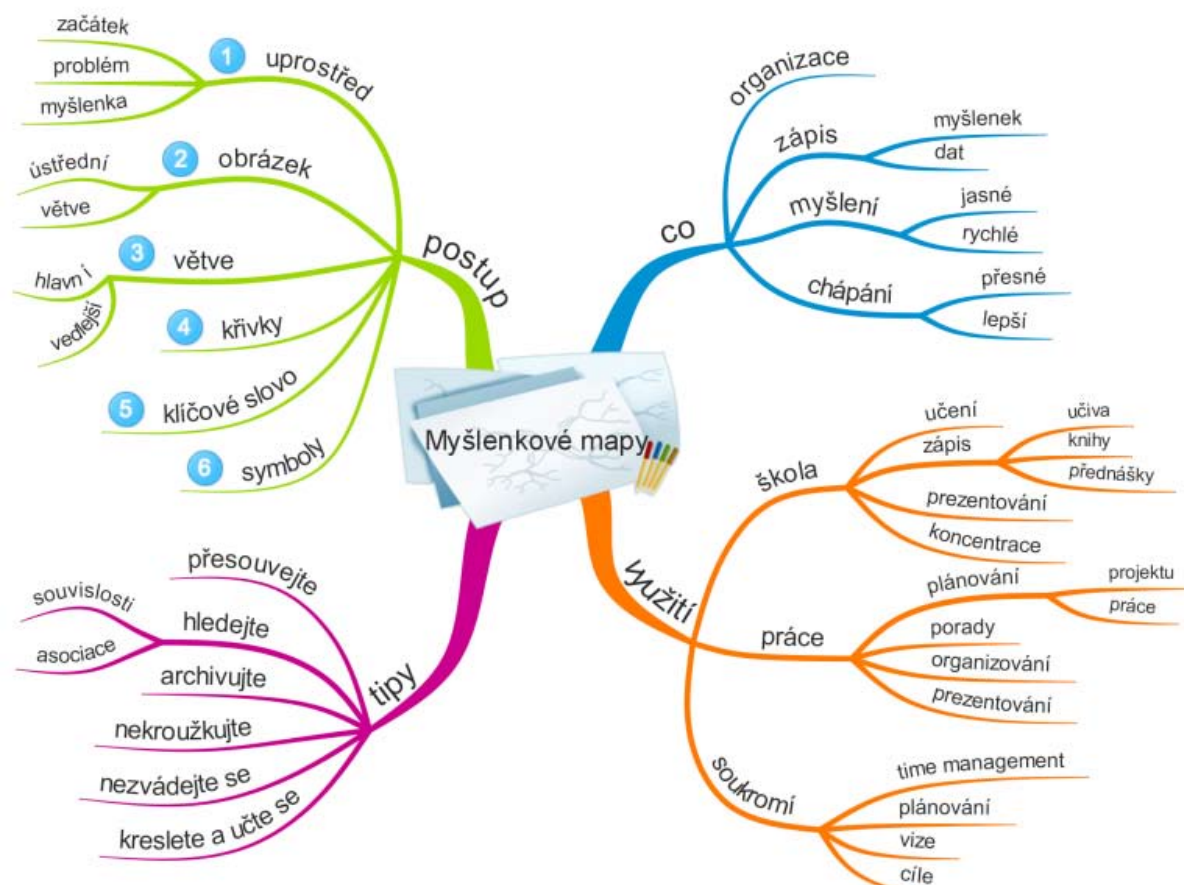 Myšlenkové mapy
postup
1 uprostřed
začátek
problém
myšlenka
2 obrázek
ústřední
větve
3 větve
hlavní
vedlejší
4 křivky
5 klíčové slovo
6 symboly
co
organizace
zápis
myšlenek
dat
myšlení
jasné
rychlé
chápání
přesné
lepší
využití
škola
učení
zápis
učiva
knihy
přednášky
prezentování
koncentrace
práce
plánování
projektu
práce
porady
organizování
prezentování
soukromí
time management
plánování
vize
cíle
tipy
přesouvejte
hledejte
souvislosti
asociace
archivujte
nekroužkujte
nezvádejte se
kreslete a učte se